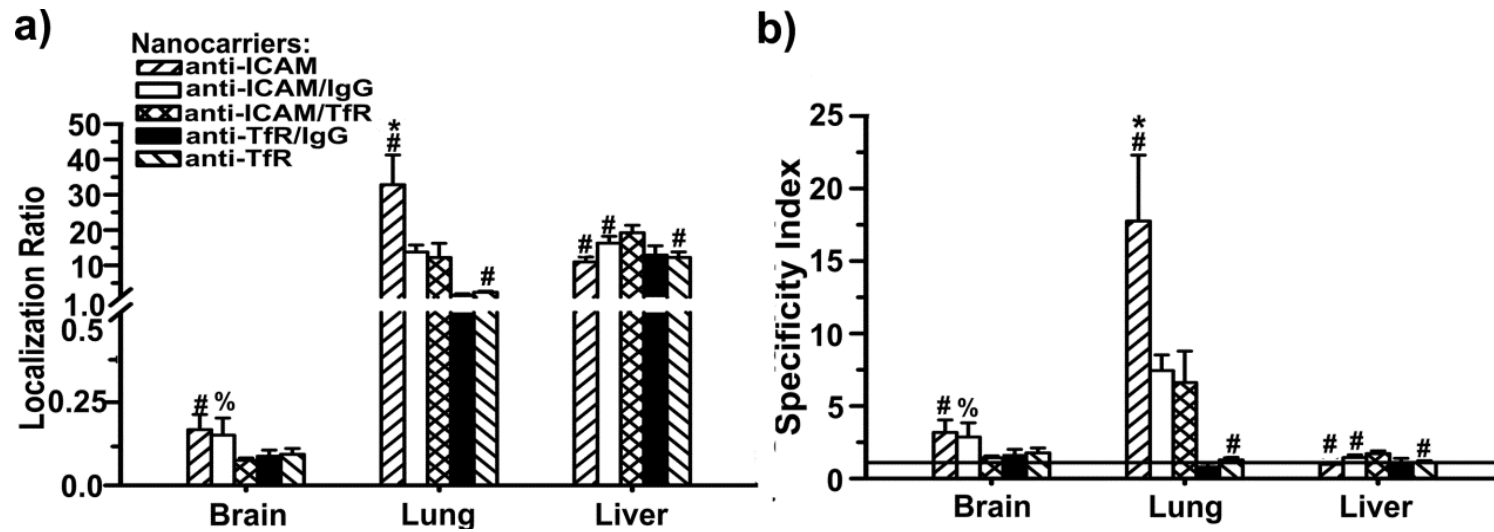 a)
Nanocarriers:
anti-ICAM
anti-ICAM/IgG
anti-ICAM/TfR
anti-TfR/IgG
anti-TfR
Localization Ratio
50
40
30
20
10
1.0
0.5
0.25
0.0
# %
*
#
#
# # #
Brain Lung Liver
b)
Specificity Index
25
20
15
10
5
0
# %
*
#
#
# # #
Brain Lung Liver